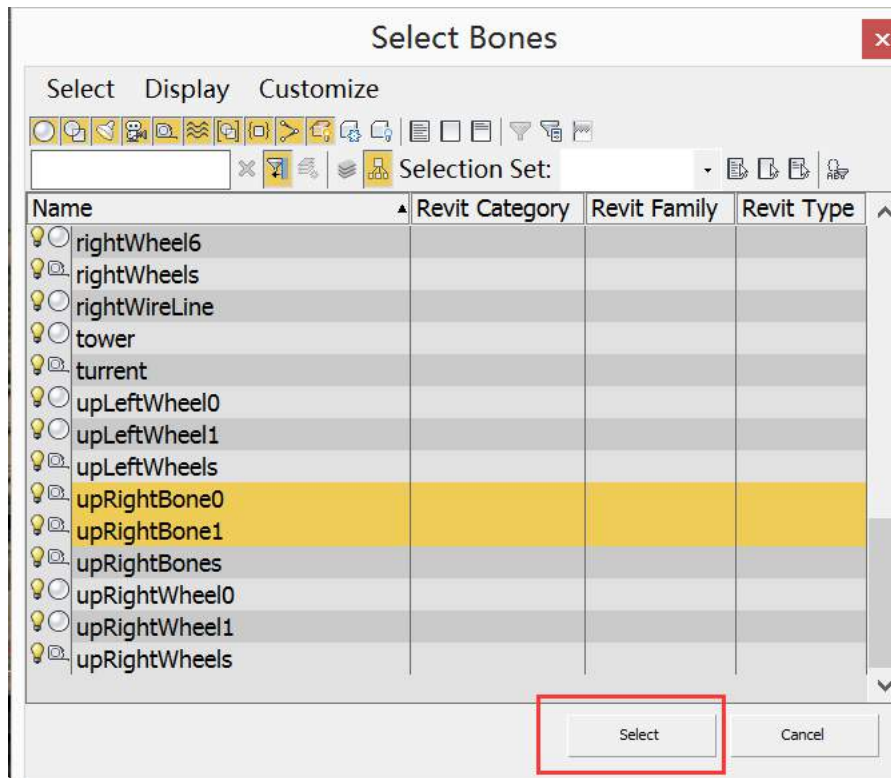 Select Bones
Select Display Customize
Selection Set:
Name Revit Category Revit Family Revit Type
rightWheel6
rightWheels
rightWireLine
tower
turrent
upLeftWheel0
upLeftWheel1
upLeftWheels
upRightBone0
upRightBone1
upRightBones
upRightWheel0
upRightWheel1
upRightWheels
Select Cancel